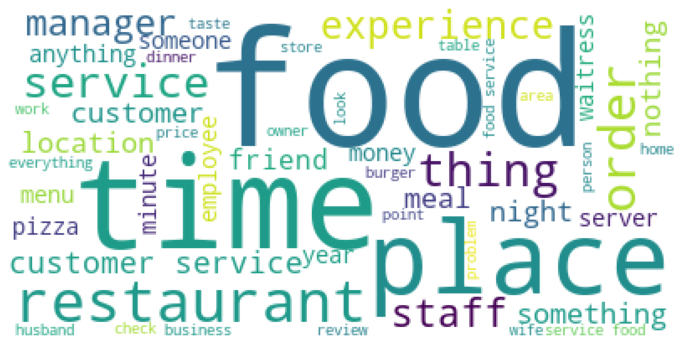 manager
taste
experience
someone
anything
dinner
store
table
food
service
food service
waitress
order
nothing
work
customer
look
area
location
price
owner
employee
friend
money
thing
person
home
everything
time
minute
burger
menu
meal
night
server
pizza
point
place
problem
customer service
year
restaurant
staff
something
husband
check
business
review
wife
service food